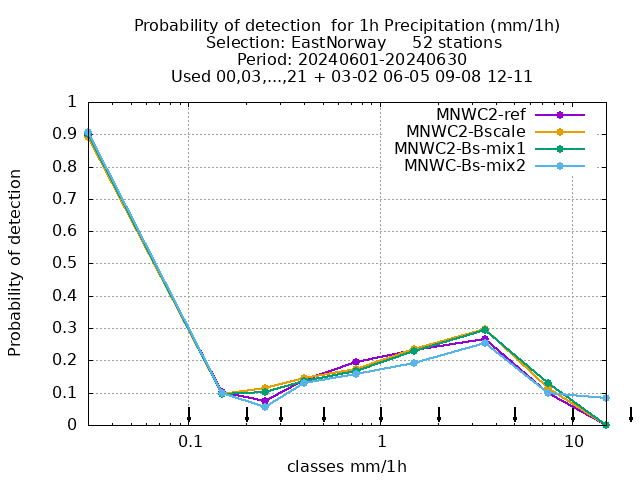 Probability of detection  for 1h Precipitation (mm/1h)
Selection: EastNorway     52 stations
Period: 20240601-20240630
Used 00,03,...,21 + 03-02 06-05 09-08 12-11
MNWC2-ref
MNWC2-Bscale
MNWC2-Bs-mix1
MNWC-Bs-mix2
Probability of detection
1
0.9
0.8
0.7
0.6
0.5
0.4
0.3
0.2
0.1
0
0.1
1
10
classes mm/1h